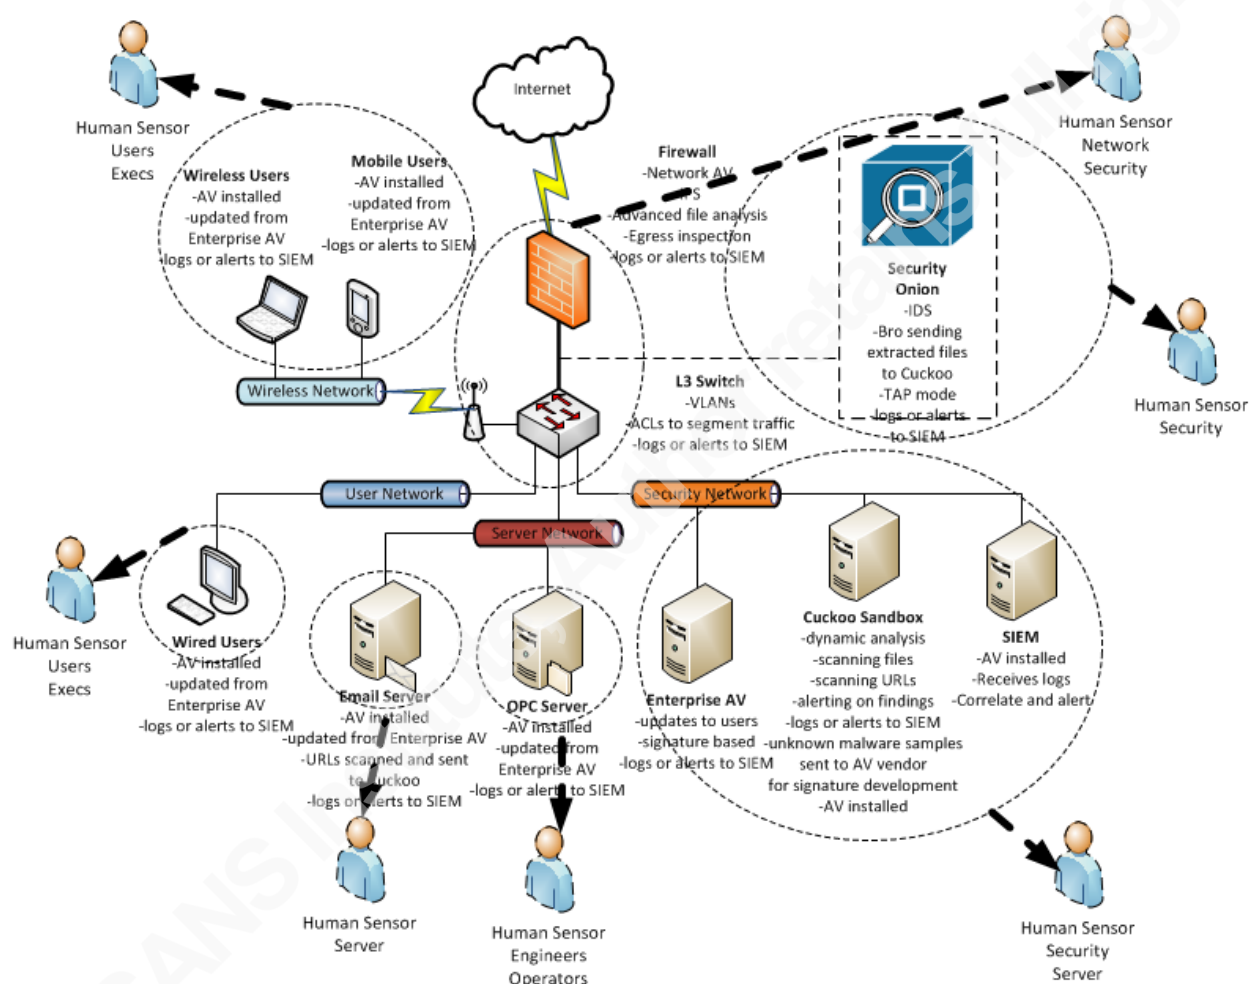 Internet
Human Sensor
Users
Execs
Human Sensor
Network
Security
Wireless Users
-AV installed
-updated from
Enterprise AV
-logs or alerts to SIEM
Mobile Users
-AV installed
-updated from
Enterprise AV
-logs or alerts to SIEM
Firewall
-Network AV
-Advanced file analysis
-Egress inspection
-logs or alerts to SIEM
Security
Onion
-IDS
-Bro sending
extracted files
to Cuckoo
-TAP mode
-logs or alerts
to SIEM
Human Sensor
Security
Wireless Network
L3 Switch
-VLANs
-ACLs to segment traffic
-logs or alerts to SIEM
User Network
Security Network
Server Network
Human Sensor
Users
Execs
Wired Users
-AV installed
-updated from
Enterprise AV
-logs or alerts to SIEM
Email Server
-AV installed
-updated from Enterprise AV
-URLs scanned and sent
to Cuckoo
-logs or alerts to SIEM
OPC Server
-AV installed
-updated from
Enterprise AV
-logs or alerts to SIEM
Enterprise AV
-updates to users
-signature based
-logs or alerts to SIEM
Cuckoo Sandbox
-dynamic analysis
-scanning files
-scanning URLs
-alerting on findings
-logs or alerts to SIEM
-unknown malware samples
sent to AV vendor
for signature development
-AV installed
SIEM
-AV installed
-Receives logs
-Correlate and alert
Human Sensor
Server
Human Sensor
Engineers
Operators
Human Sensor
Security
Server
SANS Institute, Author retains full rig